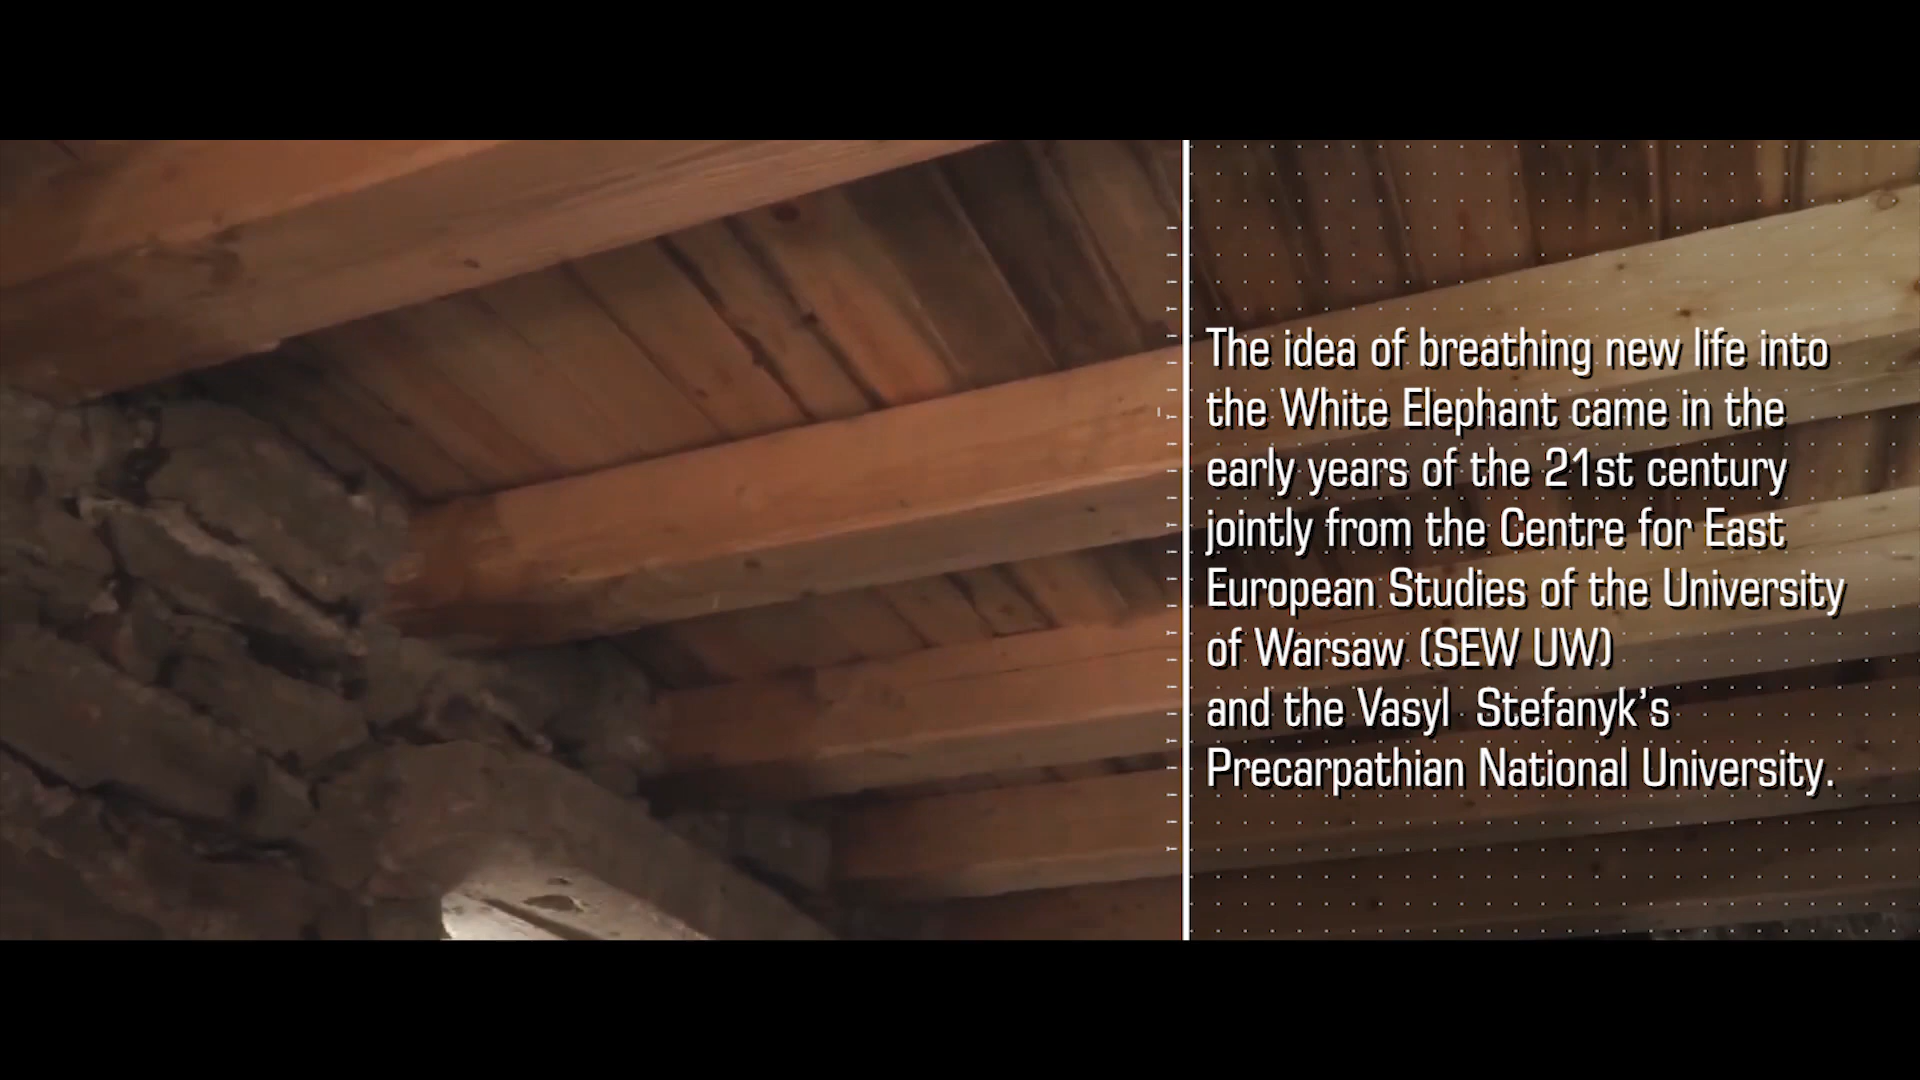 The idea of breathing new life into
the White Elephant came in the
early years of the 21st century
jointly from the Centre for East
European Studies of the University
of Warsaw (SEW UW)
and the Vasyl Stefanyk's
Precarpathian National University.